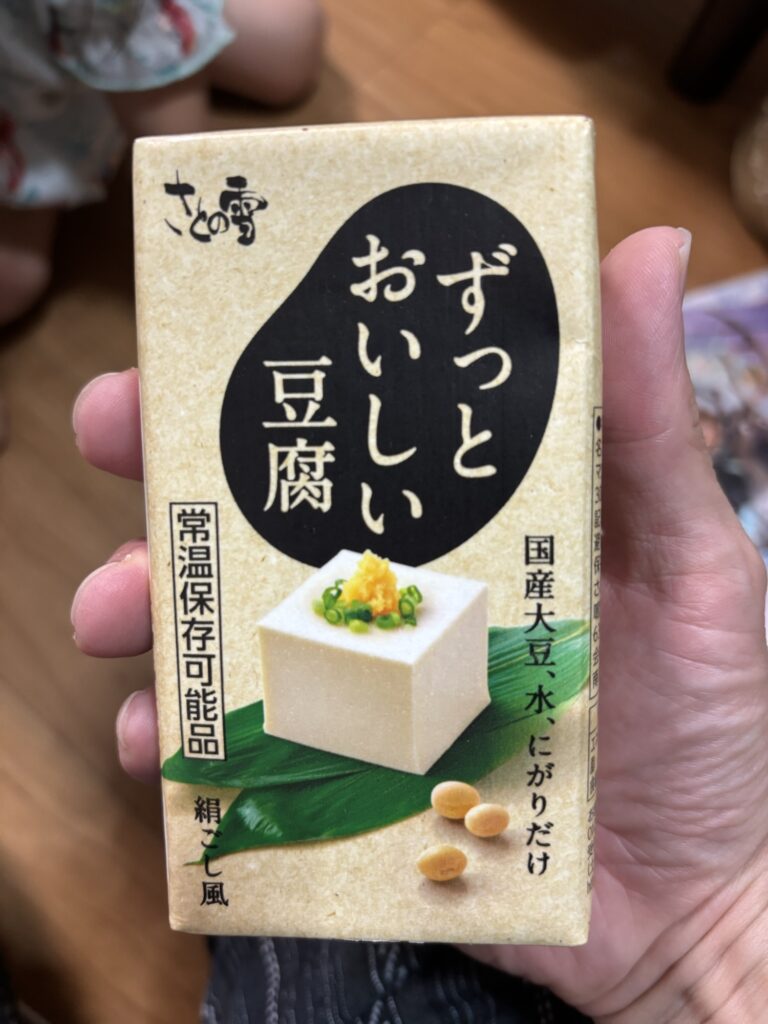 さとの雪
ずっと
おいしい
豆腐
国産大豆、水、にがりだけ
常温保存可能品
絹ごし風